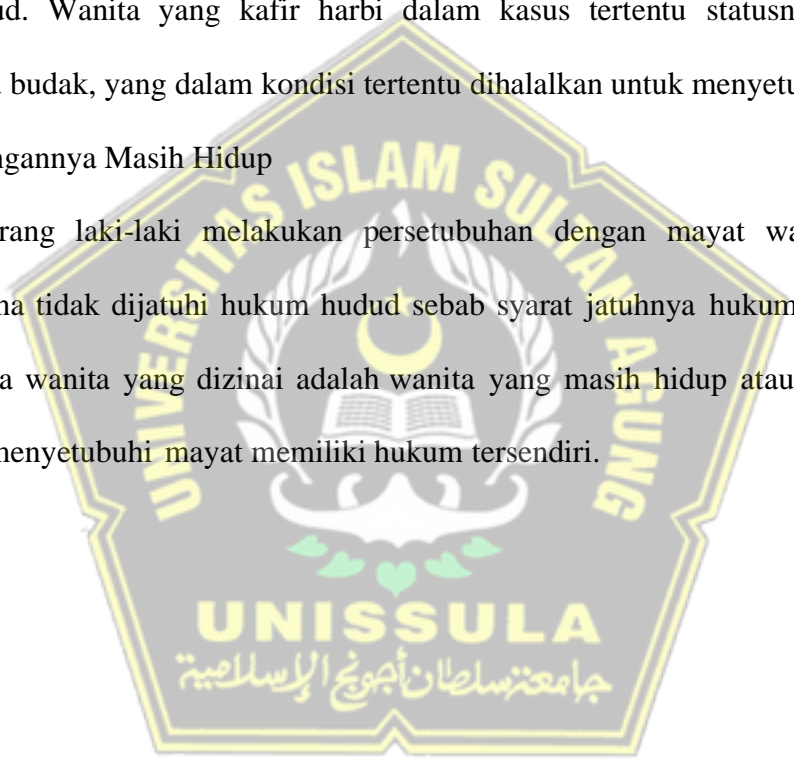 ud. Wanita yang kafir harbi dalam kasus tertentu statusn
budak, yang dalam kondisi tertentu dihalalkan untuk menyetu
ngannya Masih Hidup
rang laki-laki melakukan persetubuhan dengan mayat wa
na tidak dijatuhi hukum hudud sebab syarat jatuhnya hukum
a wanita yang dizinai adalah wanita yang masih hidup atau
menyetubuhi mayat memiliki hukum tersendiri.
UNIVERSITAS ISLAM SULTAN AGUNG
UNISSULA
جامعة سلطان أجونج الإسلامية